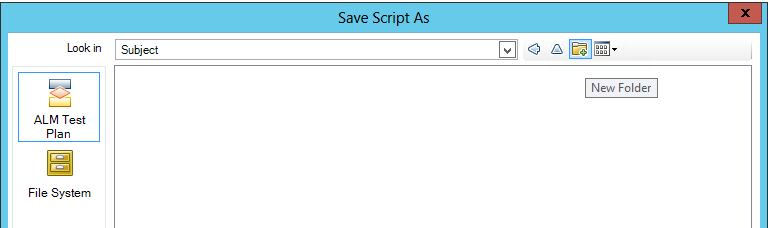 Save Script As
x
Look in
Subject
New Folder
ALM Test
Plan
File System